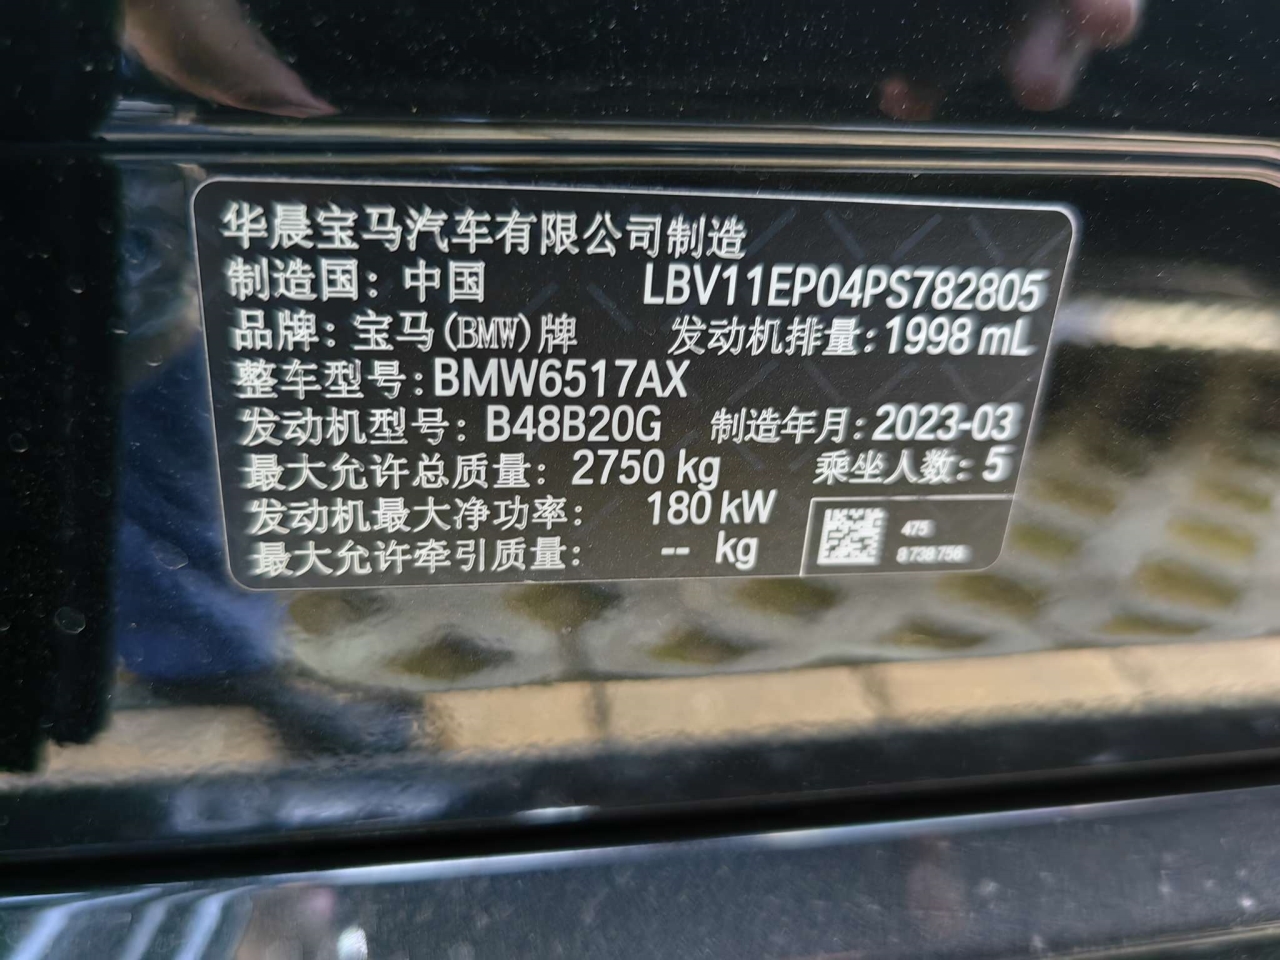 华晨宝马汽车有限公司制造
制造国：中国 LBV11EP04PS782805
品牌：宝马(BMW)牌 发动机排量：1998 mL
整车型号：BMW6517AX
发动机型号：B48B20G 制造年月：2023-03
最大允许总质量：2750 kg 乘坐人数：5
发动机最大净功率：180 kW
最大允许牵引质量：-- kg
475
8738756